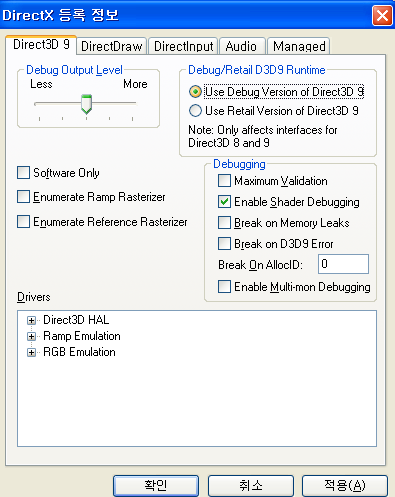 DirectX 등록 정보
Direct3D 9
DirectDraw
DirectInput
Audio
Managed
Debug Output Level
Less
More
Debug/Retail D3D9 Runtime
Use Debug Version of Direct3D 9
Use Retail Version of Direct3D 9
Note: Only affects interfaces for
Direct3D 8 and 9
Software Only
Enumerate Ramp Rasterizer
Enumerate Reference Rasterizer
Debugging
Maximum Validation
Enable Shader Debugging
Break on Memory Leaks
Break on D3D9 Error
Break On AllocID: 0
Enable Multi-mon Debugging
Drivers
Direct3D HAL
Ramp Emulation
RGB Emulation
확인
취소
적용(A)